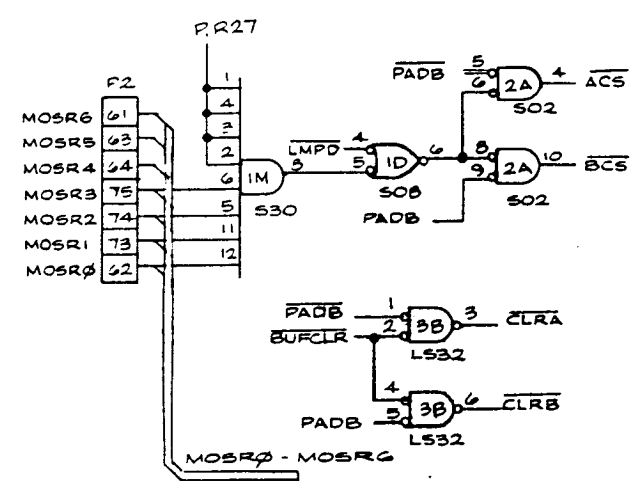 P.R27
F2
MOSR6 61
MOSR5 63
MOSR4 64
MOSR3 75
MOSR2 74
MOSR1 73
MOSRØ 62
1
4
3
2
6
5
11
12
1M
8
S30
LMPD 4
5
1D
6
S08
PADB 5
6
2A
4 ACS
S02
8
9
2A
10 BCS
S02
PADB
PADB 1
BUFCLR 2
3B
3 CLRA
LS32
4
PADB 5
3B
6 CLRB
LS32
MOSRØ - MOSR6